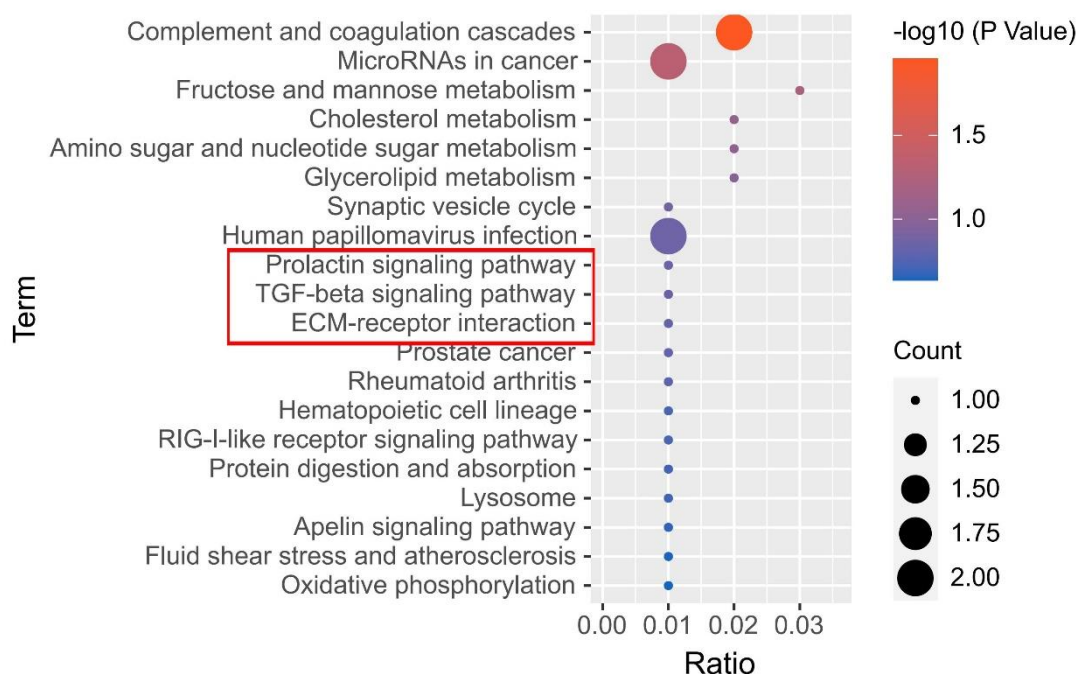 Complement and coagulation cascades
MicroRNAs in cancer
Fructose and mannose metabolism
Cholesterol metabolism
Amino sugar and nucleotide sugar metabolism
Glycerolipid metabolism
Synaptic vesicle cycle
Human papillomavirus infection
Prolactin signaling pathway
TGF-beta signaling pathway
ECM-receptor interaction
Prostate cancer
Rheumatoid arthritis
Hematopoietic cell lineage
RIG-I-like receptor signaling pathway
Protein digestion and absorption
Lysosome
Apelin signaling pathway
Fluid shear stress and atherosclerosis
Oxidative phosphorylation
Term
0.00 0.01 0.02 0.03
Ratio
-log10 (P Value)
1.5
1.0
Count
1.00
1.25
1.50
1.75
2.00